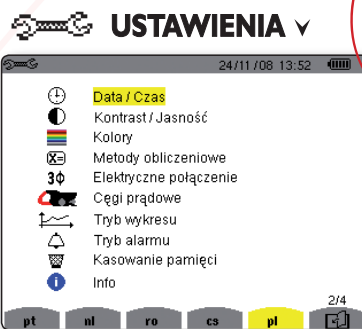 USTAWIENIA
24/11/08 13:52
Data / Czas
Kontrast / Jasność
Kolory
X= Metody obliczeniowe
3Φ Elektryczne połączenie
Cęgi prądowe
Tryb wykresu
Tryb alarmu
Kasowanie pamięci
i Info
2/4
pt nl ro cs pl